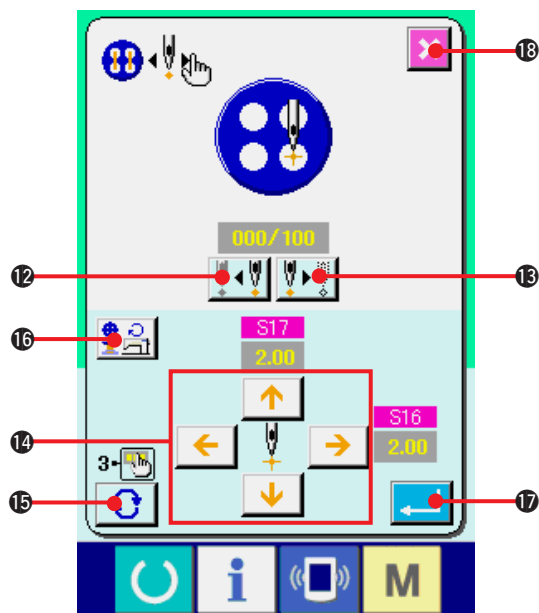 ⓲
000/100
⓬
⓭
⓰
S17
2.00
⓮
S16
2.00
3
⓯
⓱
i
M